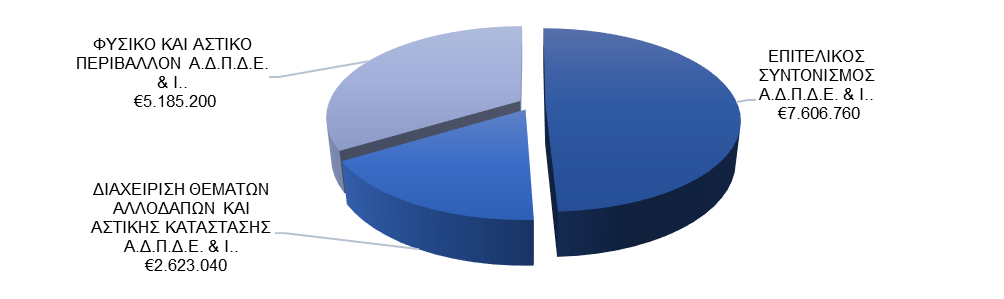 ΦΥΣΙΚΟ ΚΑΙ ΑΣΤΙΚΟ
ΠΕΡΙΒΑΛΛΟΝ Α.Δ.Π.Δ.Ε.
& Ι..
€5.185.200
ΕΠΙΤΕΛΙΚΟΣ
ΣΥΝΤΟΝΙΣΜΟΣ
Α.Δ.Π.Δ.Ε. & Ι..
€7.606.760
ΔΙΑΧΕΙΡΙΣΗ ΘΕΜΑΤΩΝ
ΑΛΛΟΔΑΠΩΝ ΚΑΙ
ΑΣΤΙΚΗΣ ΚΑΤΑΣΤΑΣΗΣ
Α.Δ.Π.Δ.Ε. & Ι..
€2.623.040